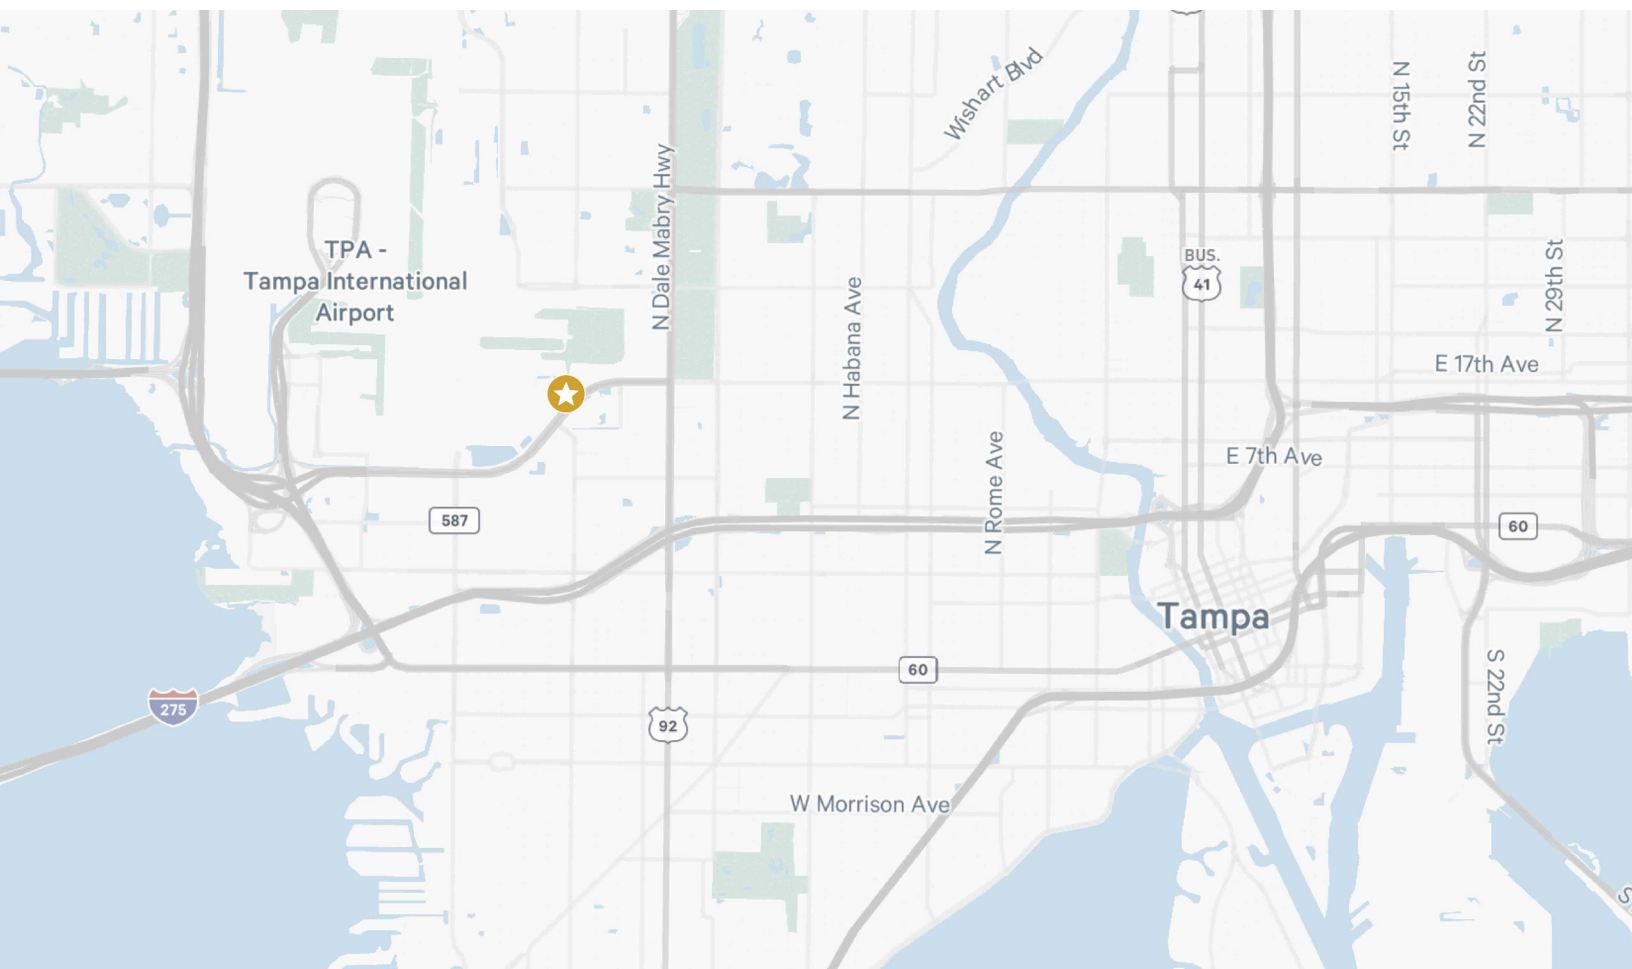 Wishart Blvd
N 15th St
N 22nd St
N Dale Mabry Hwy
TPA -
Tampa International
Airport
BUS.
41
N 29th St
N Habana Ave
E 17th Ave
E 7th Ave
N Rome Ave
587
60
Tampa
60
275
92
S 22nd St
W Morrison Ave
S